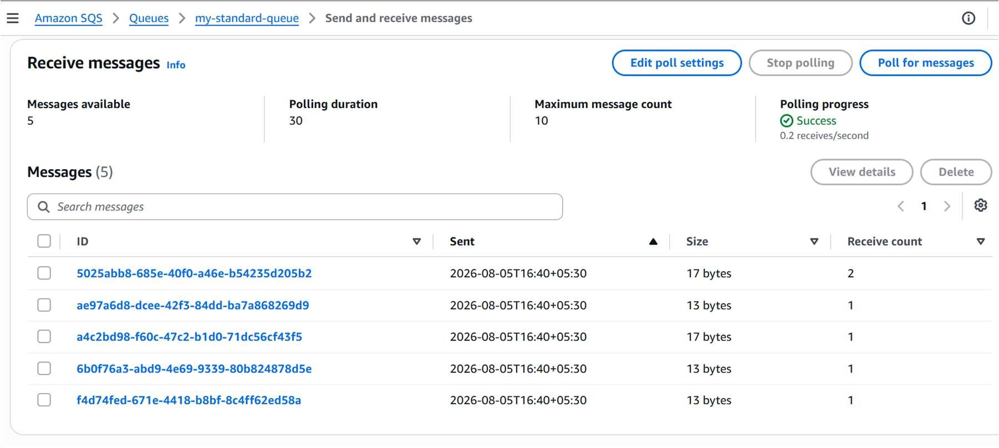 Amazon SQS > Queues > my-standard-queue > Send and receive messages
Receive messages Info Edit poll settings Stop polling Poll for messages
Messages available Polling duration Maximum message count Polling progress
5 30 10 Success
0.2 receives/second
Messages (5) View details Delete
Search messages < 1 >
ID Sent Size Receive count
5025abb8-685e-40f0-a46e-b54235d205b2 2026-08-05T16:40+05:30 17 bytes 2
ae97a6d8-dcee-42f3-84dd-ba7a868269d9 2026-08-05T16:40+05:30 13 bytes 1
a4c2bd98-f60c-47c2-b1d0-71dc56cf43f5 2026-08-05T16:40+05:30 17 bytes 1
6b0f76a3-abd9-4e69-9339-80b824878d5e 2026-08-05T16:40+05:30 13 bytes 1
f4d74fed-671e-4418-b8bf-8c4ff62ed58a 2026-08-05T16:40+05:30 13 bytes 1